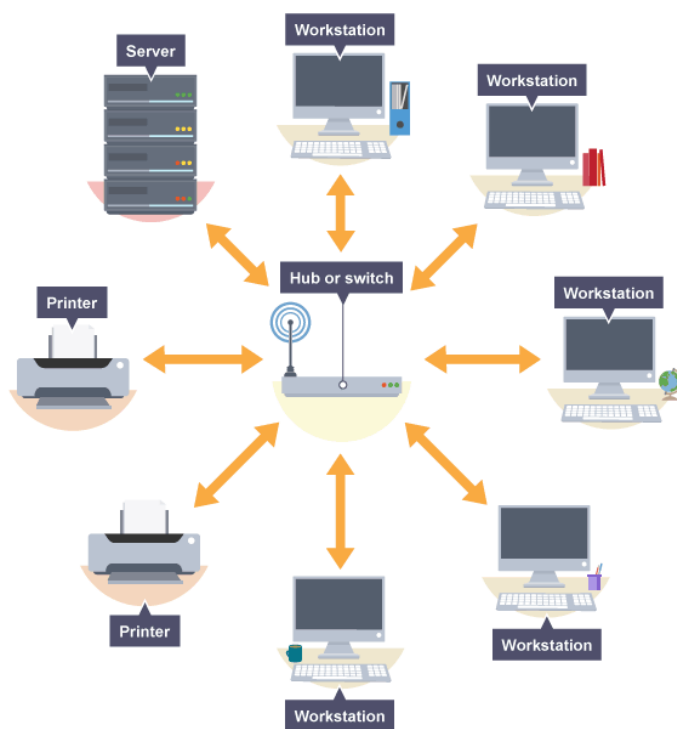 Workstation
Server
Workstation
Hub or switch
Printer
Workstation
Printer
Workstation
Workstation